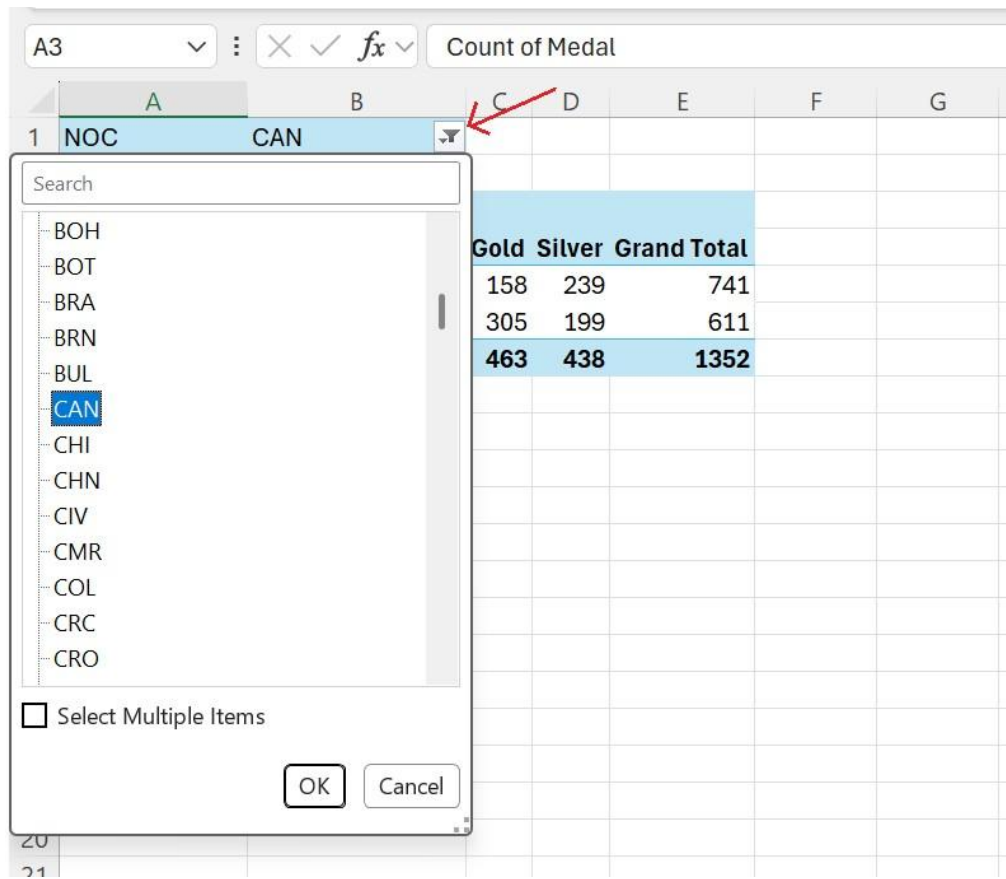 A3 fx Count of Medal
A B C D E F G
1 NOC CAN
Search
BOH
Gold Silver Grand Total
BOT
158 239 741
BRA
305 199 611
BRN
463 438 1352
BUL
CAN
CHI
CHN
CIV
CMR
COL
CRC
CRO
Select Multiple Items
OK Cancel
20
21